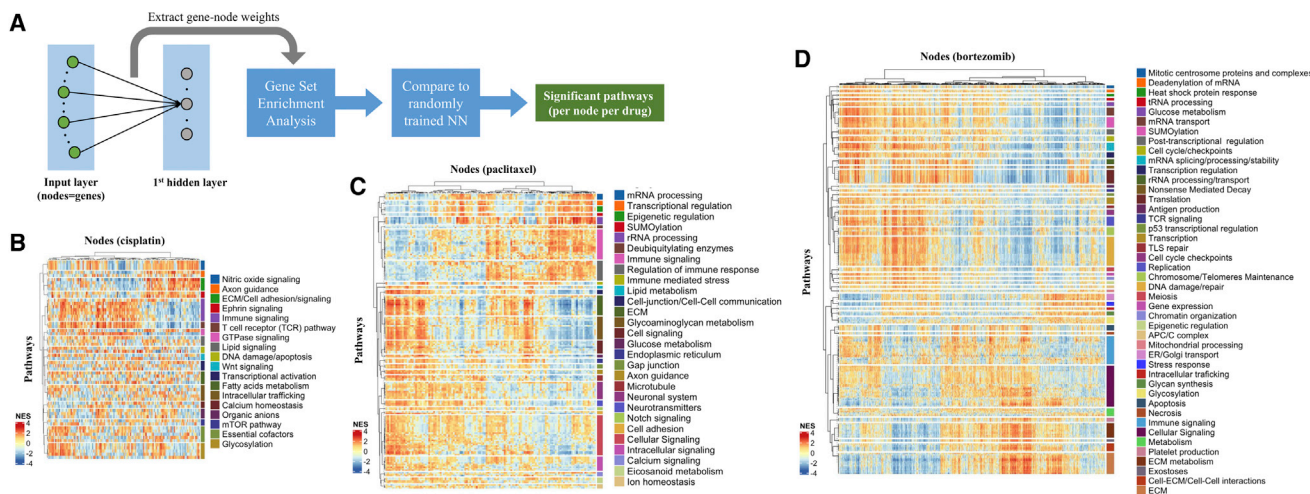 A
Extract gene-node weights
Gene Set
Enrichment
Analysis
Compare to
randomly
trained NN
Significant pathways
(per node per drug)
Input layer
(nodes=genes)
1st hidden layer
B
Nodes (cisplatin)
Pathways
Nitric oxide signaling
Axon guidance
ECM/Cell adhesion/signaling
Ephrin signaling
Immune signaling
T cell receptor (TCR) pathway
GTPase signaling
Lipid signaling
DNA damage/apoptosis
Wnt signaling
Transcriptional activation
Fatty acids metabolism
Intracellular trafficking
Calcium homeostasis
Organic anions
mTOR pathway
Essential cofactors
Glycosylation
NES
4
2
0
-2
-4
C
Nodes (paclitaxel)
Pathways
mRNA processing
Transcriptional regulation
Epigenetic regulation
SUMOylation
rRNA processing
Deubiquitylating enzymes
Immune signaling
Regulation of immune response
Immune mediated stress
Lipid metabolism
Cell-junction/Cell-Cell communication
ECM
Glycoaminoglycan metabolism
Cell signaling
Glucose metabolism
Endoplasmic reticulum
Gap junction
Axon guidance
Microtubule
Neuronal system
Neurotransmitters
Notch signaling
Cell adhesion
Cellular Signaling
Intracellular signaling
Calcium signaling
Eicosanoid metabolism
Ion homeostasis
NES
4
2
0
-2
-4
D
Nodes (bortezomib)
Pathways
Mitotic centrosome proteins and complexes
Deadenylation of mRNA
Heat shock protein response
tRNA processing
Glucose metabolism
mRNA transport
SUMOylation
Post-transcriptional regulation
Cell cycle/checkpoints
mRNA splicing/processing/stability
Transcription regulation
rRNA processing/transport
Nonsense Mediated Decay
Translation
Antigen production
TCR signaling
p53 transcriptional regulation
Transcription
TLS repair
Cell cycle checkpoints
Replication
Chromosome/Telomeres Maintenance
DNA damage/repair
Meiosis
Gene expression
Chromatin organization
Epigenetic regulation
APC/C complex
Mitochondrial processing
ER/Golgi transport
Stress response
Intracellular trafficking
Glycan synthesis
Glycosylation
Apoptosis
Necrosis
Immune signaling
Cellular Signaling
Metabolism
Platelet production
ECM metabolism
Exostoses
Cell-ECM/Cell-Cell interactions
ECM
NES
4
2
0
-2
-4